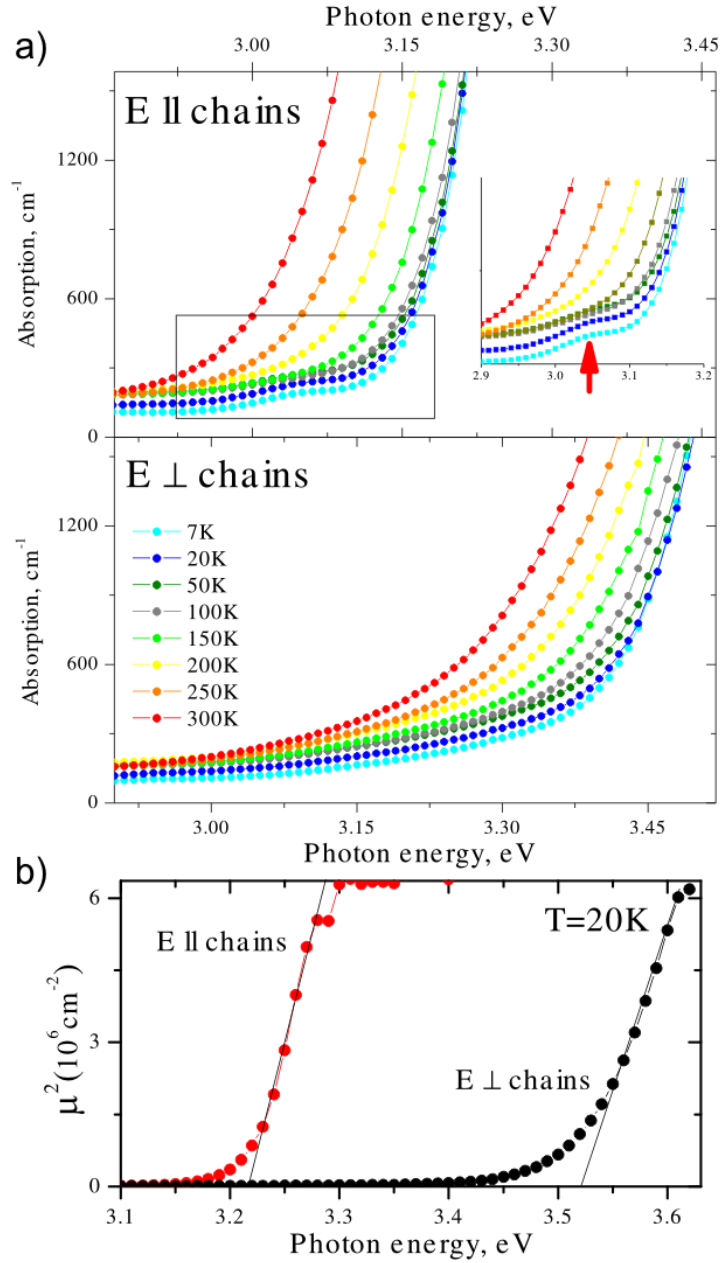 a)
Photon energy, eV
3.00 3.15 3.30 3.45
E ll chains
Absorption, cm-1
1200
600
0
2.9 3.0 3.1 3.2
E ⊥ chains
Absorption, cm-1
1200
600
0
7K
20K
50K
100K
150K
200K
250K
300K
3.00 3.15 3.30 3.45
Photon energy, eV
b)
μ2 (106cm-2)
6
3
0
E ll chains
T=20K
E ⊥ chains
3.1 3.2 3.3 3.4 3.5 3.6
Photon energy, eV